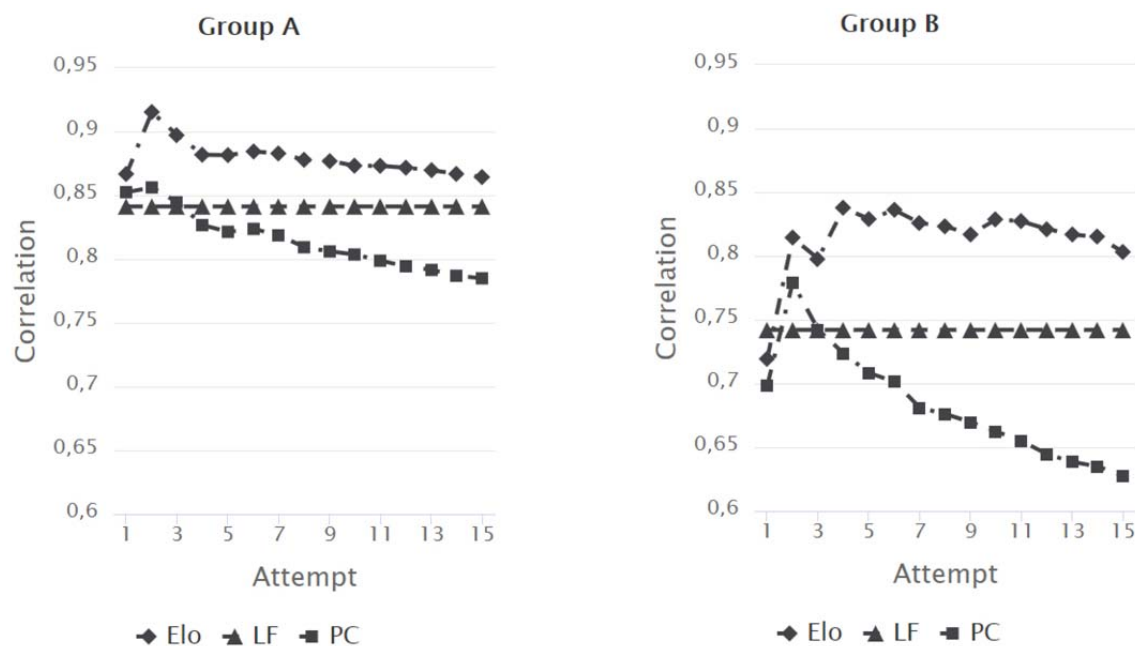 Group A
0,95
0,9
0,85
0,8
0,75
0,7
0,65
0,6
Correlation
1 3 5 7 9 11 13 15
Attempt
Elo LF PC
Group B
0,95
0,9
0,85
0,8
0,75
0,7
0,65
0,6
Correlation
1 3 5 7 9 11 13 15
Attempt
Elo LF PC